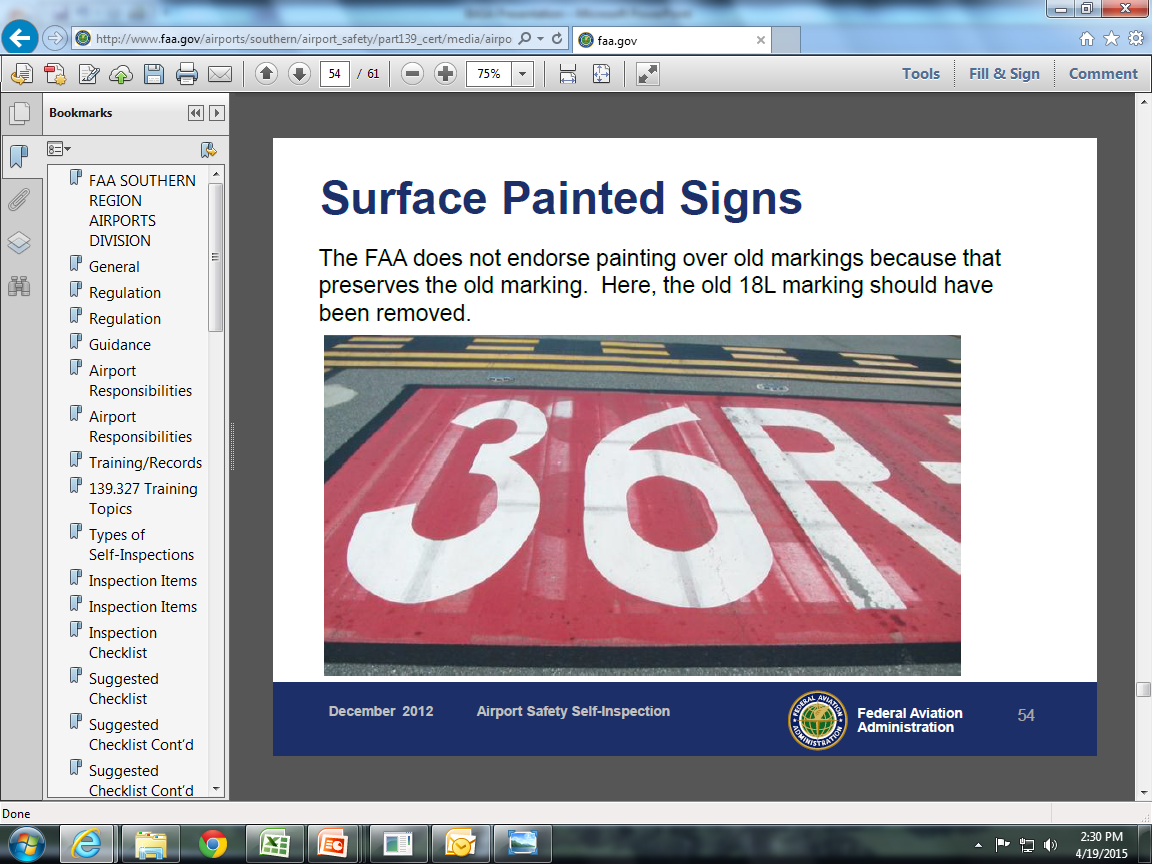 http://www.faa.gov/airports/southern/airport_safety/part139_cert/media/airpo
faa.gov
54 / 61
75%
Tools
Fill & Sign
Comment
Bookmarks
FAA SOUTHERN
REGION
AIRPORTS
DIVISION
General
Regulation
Regulation
Guidance
Airport
Responsibilities
Airport
Responsibilities
Training/Records
139.327 Training
Topics
Types of
Self-Inspections
Inspection Items
Inspection Items
Inspection
Checklist
Suggested
Checklist
Suggested
Checklist Cont'd
Suggested
Checklist Cont'd
Surface Painted Signs
The FAA does not endorse painting over old markings because that
preserves the old marking.  Here, the old 18L marking should have
been removed.
36R-
December 2012
Airport Safety Self-Inspection
FEDERAL AVIATION
ADMINISTRATION
Federal Aviation
Administration
54
Done
2:30 PM
4/19/2015